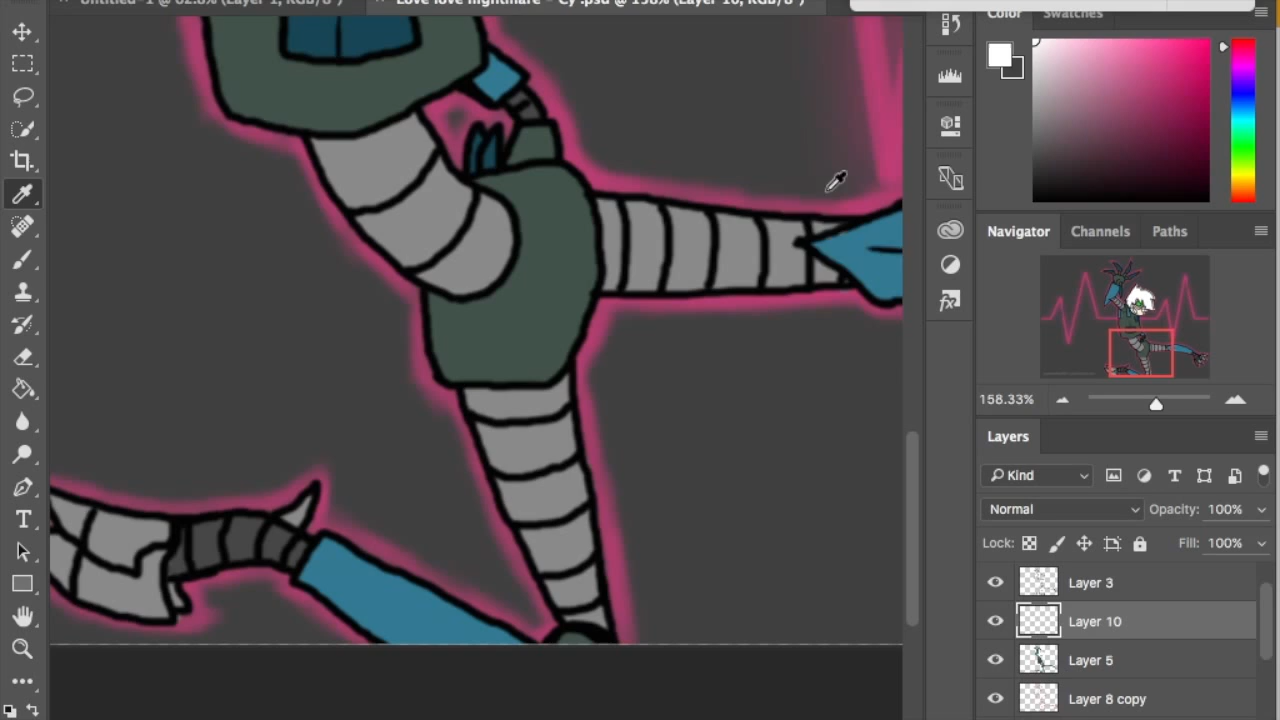 Untitled-1 @ 62.8% (Layer 1, RGB/8*)
Love love nightmare - Cy .psd @ 158% (Layer 10, RGB/8*)
Color
Swatches
Navigator
Channels
Paths
158.33%
Layers
Kind
Normal
Opacity: 100%
Lock:
Fill: 100%
Layer 3
Layer 10
Layer 5
Layer 8 copy